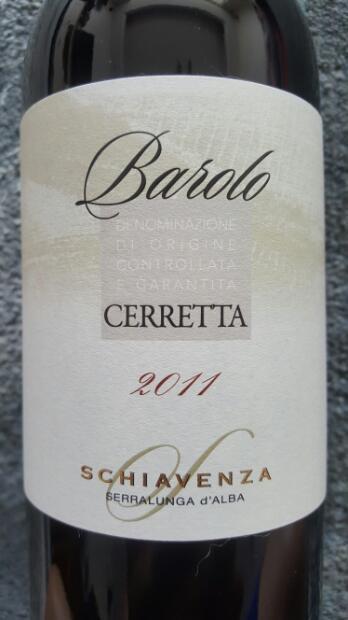 Barolo
DENOMINAZIONE
DI ORIGINE
CONTROLLATA
E GARANTITA
CERRETTA
2011
SCHIAVENZA
SERRALUNGA d'ALBA